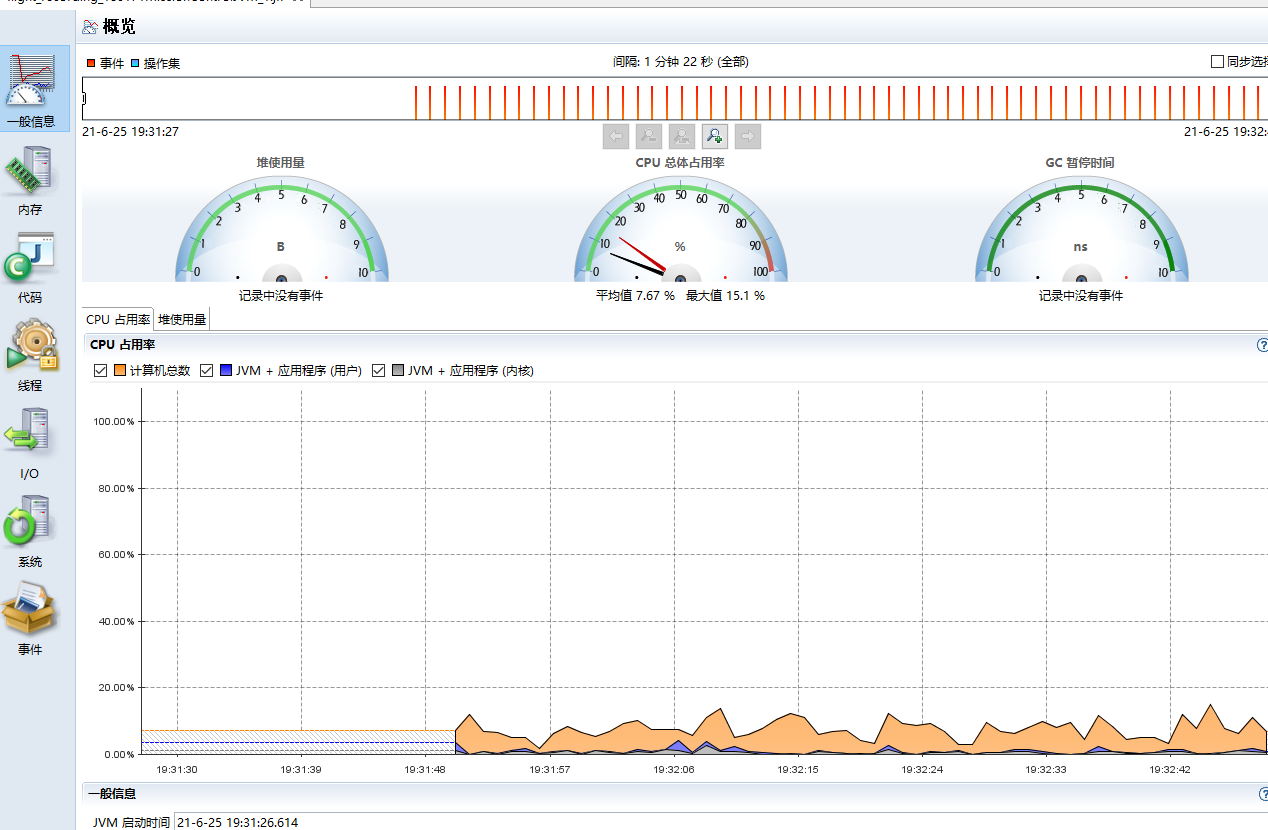 概览
事件 操作集
间隔: 1 分钟 22 秒 (全部)
同步选择
21-6-25 19:31:27
21-6-25 19:32:
堆使用量
CPU 总体占用率
GC 暂停时间
0 1 2 3 4 5 6 7 8 9 10
B
0 10 20 30 40 50 60 70 80 90 100
%
0 1 2 3 4 5 6 7 8 9 10
ns
记录中没有事件
平均值 7.67 % 最大值 15.1 %
记录中没有事件
一般信息
内存
代码
线程
I/O
系统
事件
CPU 占用率
堆使用量
CPU 占用率
计算机总数
JVM + 应用程序 (用户)
JVM + 应用程序 (内核)
100.00%
80.00%
60.00%
40.00%
20.00%
0.00%
19:31:30 19:31:39 19:31:48 19:31:57 19:32:06 19:32:15 19:32:24 19:32:33 19:32:42
一般信息
JVM 启动时间 21-6-25 19:31:26.614